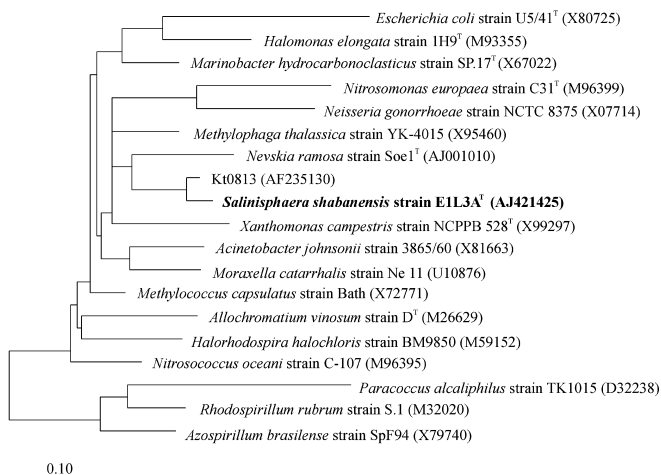 Escherichia coli strain U5/41T (X80725)
Halomonas elongata strain 1H9T (M93355)
Marinobacter hydrocarbonoclasticus strain SP.17T (X67022)
Nitrosomonas europaea strain C31T (M96399)
Neisseria gonorrhoeae strain NCTC 8375 (X07714)
Methylophaga thalassica strain YK-4015 (X95460)
Nevskia ramosa strain Soe1T (AJ001010)
Kt0813 (AF235130)
Salinisphaera shabanensis strain E1L3AT (AJ421425)
Xanthomonas campestris strain NCPPB 528T (X99297)
Acinetobacter johnsonii strain 3865/60 (X81663)
Moraxella catarrhalis strain Ne 11 (U10876)
Methylococcus capsulatus strain Bath (X72771)
Allochromatium vinosum strain DT (M26629)
Halorhodospira halochloris strain BM9850 (M59152)
Nitrosococcus oceani strain C-107 (M96395)
Paracoccus alcaliphilus strain TK1015 (D32238)
Rhodospirillum rubrum strain S.1 (M32020)
Azospirillum brasilense strain SpF94 (X79740)
0.10